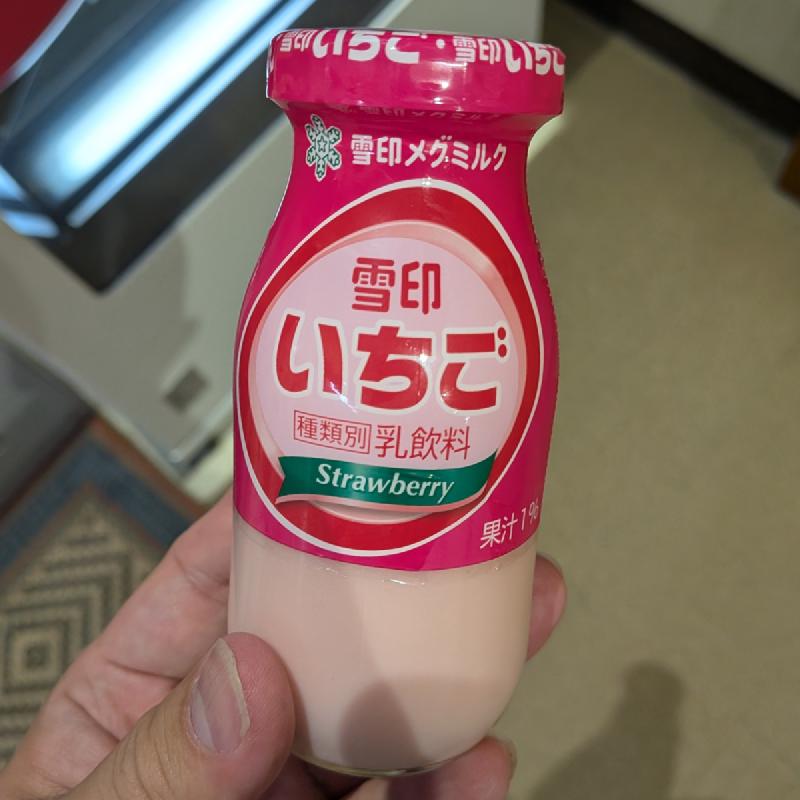 雪印いちご・雪印いちご
雪印メグミルク
雪印
いちご
種類別 乳飲料
Strawberry
果汁1%